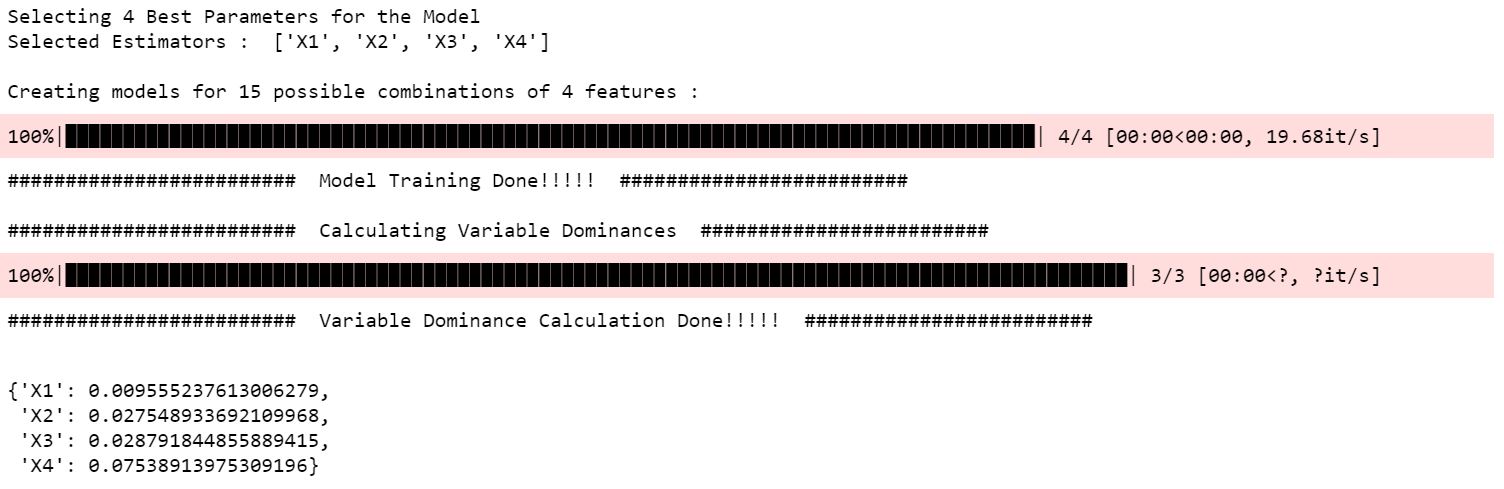 Selecting 4 Best Parameters for the Model
Selected Estimators :  ['X1', 'X2', 'X3', 'X4']
Creating models for 15 possible combinations of 4 features :
100%|████████████████████████████████████████████████████████████████████████████████████| 4/4 [00:00<00:00, 19.68it/s]
#########################  Model Training Done!!!!!  #########################
#########################  Calculating Variable Dominances  #########################
100%|████████████████████████████████████████████████████████████████████████████████████████████| 3/3 [00:00<?, ?it/s]
#########################  Variable Dominance Calculation Done!!!!!  #########################
{'X1': 0.009555237613006279,
 'X2': 0.027548933692109968,
 'X3': 0.028791844855889415,
 'X4': 0.07538913975309196}